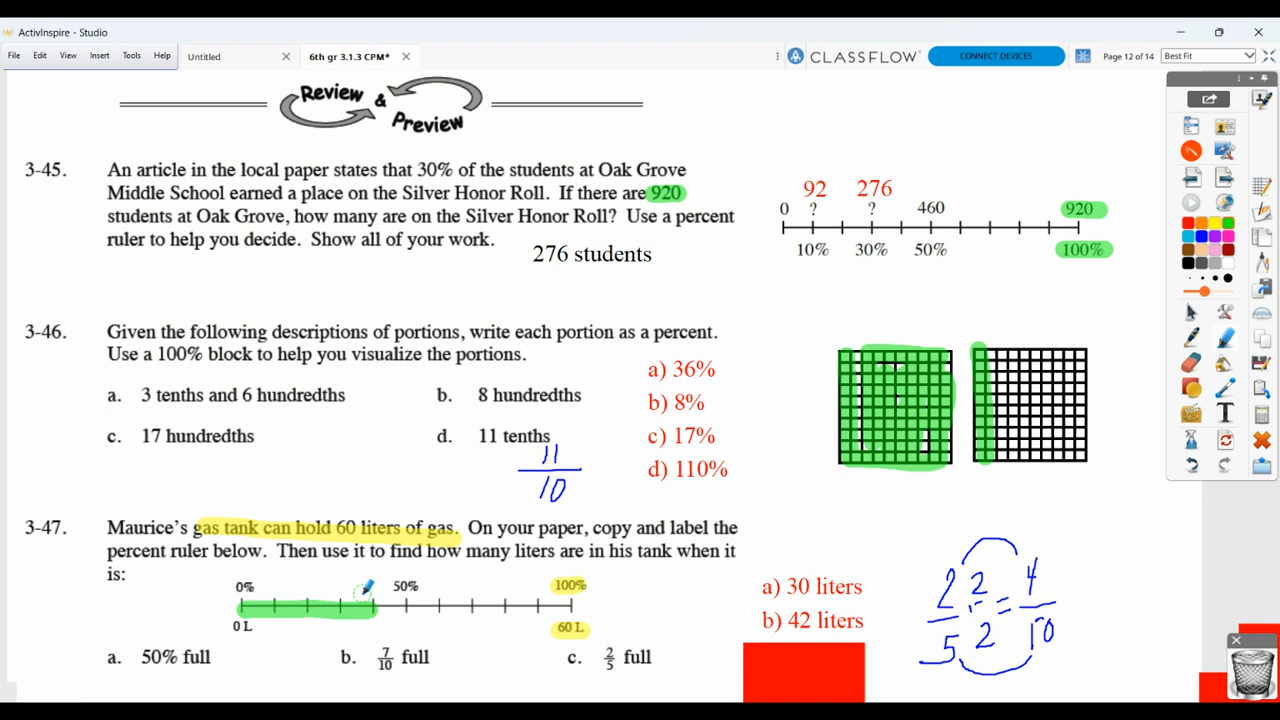 ActivInspire - Studio
File Edit View Insert Tools Help Untitled 6th gr 3.1.3 CPM* CLASSFLOW CONNECT DEVICES Page 12 of 14 Best Fit
Review & Preview
3-45. An article in the local paper states that 30% of the students at Oak Grove
Middle School earned a place on the Silver Honor Roll. If there are 920
students at Oak Grove, how many are on the Silver Honor Roll? Use a percent
ruler to help you decide. Show all of your work.
276 students
92 276
0 ? ? 460 920
10% 30% 50% 100%
3-46. Given the following descriptions of portions, write each portion as a percent.
Use a 100% block to help you visualize the portions.
a. 3 tenths and 6 hundredths b. 8 hundredths
c. 17 hundredths d. 11 tenths
11
10
a) 36%
b) 8%
c) 17%
d) 110%
3-47. Maurice's gas tank can hold 60 liters of gas. On your paper, copy and label the
percent ruler below. Then use it to find how many liters are in his tank when it
is:
0% 50% 100%
0 L 60 L
a. 50% full b. 7/10 full c. 2/5 full
a) 30 liters
b) 42 liters
2 2 4
= 
5 2 10
T